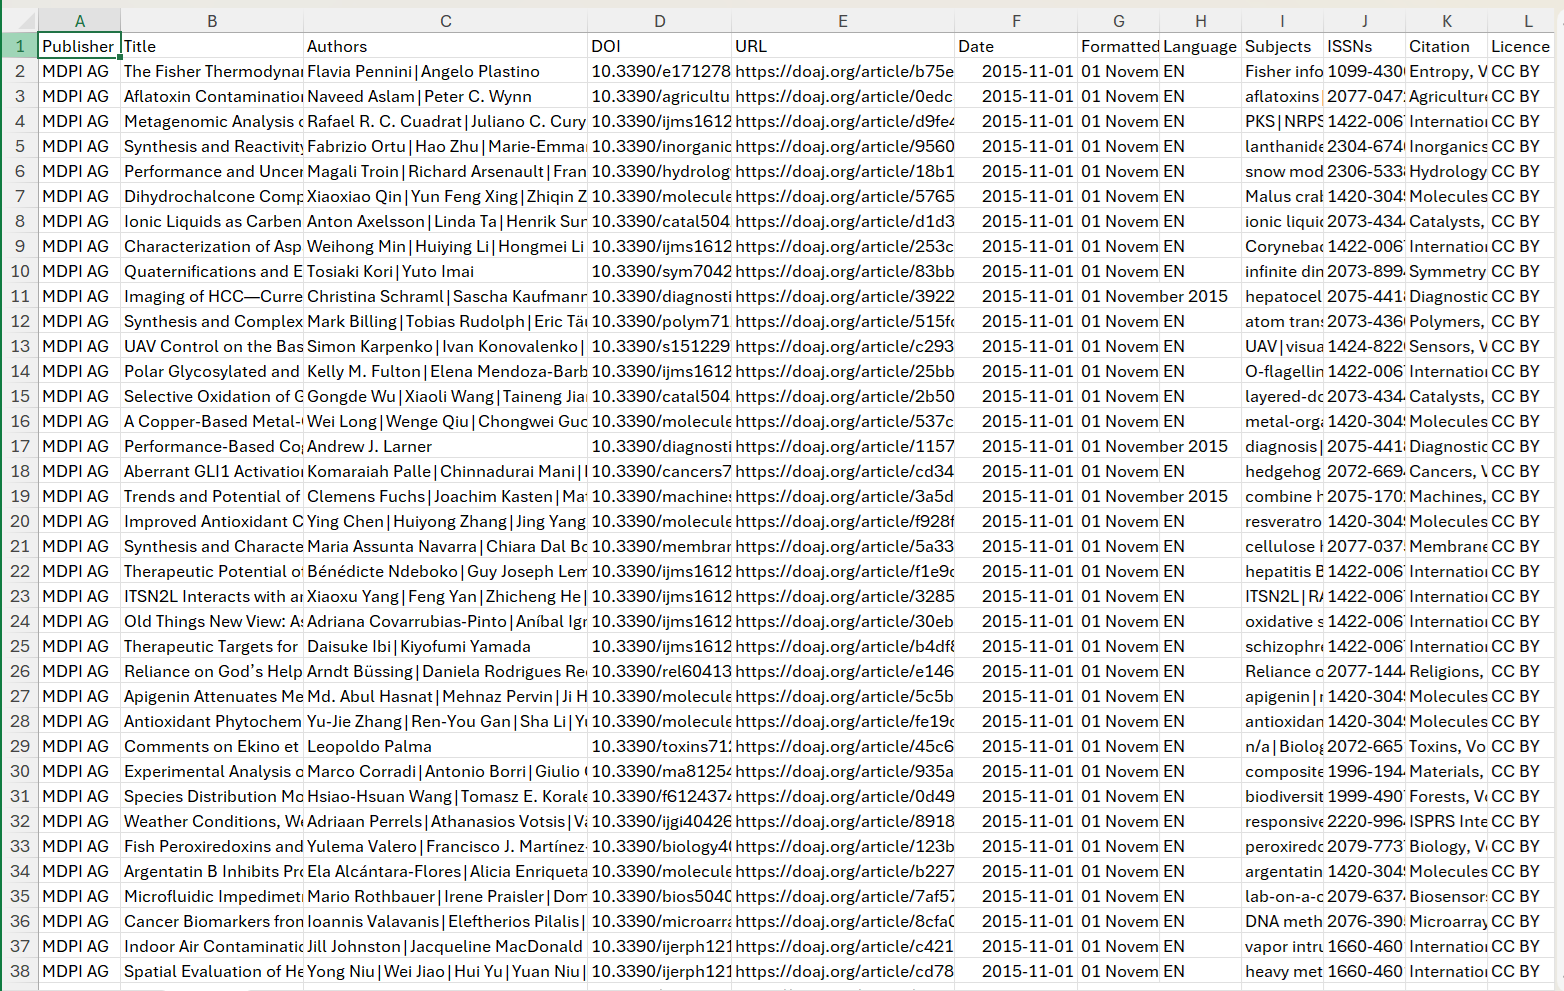 A B C D E F G H I J K L
1 Publisher Title Authors DOI URL Date Formatted Language Subjects ISSNs Citation Licence
2 MDPI AG The Fisher Thermodynar Flavia Pennini|Angelo Plastino 10.3390/e171278 https://doaj.org/article/b75e 2015-11-01 01 Novem EN Fisher info 1099-430 Entropy, V CC BY
3 MDPI AG Aflatoxin Contamination Naveed Aslam|Peter C. Wynn 10.3390/agricultu https://doaj.org/article/0edc 2015-11-01 01 Novem EN aflatoxins 2077-047 Agriculture CC BY
4 MDPI AG Metagenomic Analysis Rafael R. C. Cuadrat|Juliano C. Cury 10.3390/ijms1612 https://doaj.org/article/d9fe4 2015-11-01 01 Novem EN PKS|NRPS 1422-006 Internation CC BY
5 MDPI AG Synthesis and Reactivity Fabrizio Ortu|Hao Zhu|Marie-Emma 10.3390/inorganic https://doaj.org/article/9560 2015-11-01 01 Novem EN lanthanide 2304-674 Inorganics CC BY
6 MDPI AG Performance and Uncer Magali Troin|Richard Arsenault|Fran 10.3390/hydrolog https://doaj.org/article/18b1 2015-11-01 01 Novem EN snow mod 2306-533 Hydrology CC BY
7 MDPI AG Dihydrochalcone Comp Xiaoxiao Qin|Yun Feng Xing|Zhiqin Z 10.3390/molecule https://doaj.org/article/5765 2015-11-01 01 Novem EN Malus crab 1420-304 Molecules CC BY
8 MDPI AG Ionic Liquids as Carben Anton Axelsson|Linda Ta|Henrik Sun 10.3390/catal504 https://doaj.org/article/d1d3 2015-11-01 01 Novem EN ionic liquid 2073-434 Catalysts, CC BY
9 MDPI AG Characterization of Asp Weihong Min|Huiying Li|Hongmei Li 10.3390/ijms1612 https://doaj.org/article/253c 2015-11-01 01 Novem EN Corynebac 1422-006 Internation CC BY
10 MDPI AG Quaternifications and E Tosiaki Kori|Yuto Imai 10.3390/sym7042 https://doaj.org/article/83bb 2015-11-01 01 Novem EN infinite din 2073-899 Symmetry CC BY
11 MDPI AG Imaging of HCC—Curre Christina Schraml|Sascha Kaufmann 10.3390/diagnosti https://doaj.org/article/3922 2015-11-01 01 November 2015 hepatocel 2075-441 Diagnostic CC BY
12 MDPI AG Synthesis and Complex Mark Billing|Tobias Rudolph|Eric Täu 10.3390/polym71 https://doaj.org/article/515f 2015-11-01 01 Novem EN atom trans 2073-436 Polymers, CC BY
13 MDPI AG UAV Control on the Bas Simon Karpenko|Ivan Konovalenko| 10.3390/s151229 https://doaj.org/article/c293 2015-11-01 01 Novem EN UAV|visua 1424-822 Sensors, V CC BY
14 MDPI AG Polar Glycosylated and Kelly M. Fulton|Elena Mendoza-Barb 10.3390/ijms1612 https://doaj.org/article/25bb 2015-11-01 01 Novem EN O-flagellin 1422-006 Internation CC BY
15 MDPI AG Selective Oxidation of G Gongde Wu|Xiaoli Wang|Taineng Jia 10.3390/catal504 https://doaj.org/article/2b50 2015-11-01 01 Novem EN layered-do 2073-434 Catalysts, CC BY
16 MDPI AG A Copper-Based Metal- Wei Long|Wenge Qiu|Chongwei Guo 10.3390/molecule https://doaj.org/article/537c 2015-11-01 01 Novem EN metal-orga 1420-304 Molecules CC BY
17 MDPI AG Performance-Based Cog Andrew J. Larner 10.3390/diagnosti https://doaj.org/article/1157 2015-11-01 01 November 2015 diagnosis| 2075-441 Diagnostic CC BY
18 MDPI AG Aberrant GLI1 Activation Komaraiah Palle|Chinnadurai Mani| 10.3390/cancers7 https://doaj.org/article/cd34 2015-11-01 01 Novem EN hedgehog 2072-669 Cancers, V CC BY
19 MDPI AG Trends and Potential of Clemens Fuchs|Joachim Kasten|Mat 10.3390/machines https://doaj.org/article/3a5d 2015-11-01 01 November 2015 combine h 2075-170 Machines, CC BY
20 MDPI AG Improved Antioxidant C Ying Chen|Huiyong Zhang|Jing Yang 10.3390/molecule https://doaj.org/article/f928f 2015-11-01 01 Novem EN resveratro 1420-304 Molecules CC BY
21 MDPI AG Synthesis and Characte Maria Assunta Navarra|Chiara Dal Bo 10.3390/membran https://doaj.org/article/5a33 2015-11-01 01 Novem EN cellulose 2077-037 Membrane CC BY
22 MDPI AG Therapeutic Potential of Bénédicte Ndeboko|Guy Joseph Lem 10.3390/ijms1612 https://doaj.org/article/f1e9 2015-11-01 01 Novem EN hepatitis B 1422-006 Internation CC BY
23 MDPI AG ITSN2L Interacts with an Xiaoxu Yang|Feng Yan|Zhicheng He| 10.3390/ijms1612 https://doaj.org/article/3285 2015-11-01 01 Novem EN ITSN2L|RA 1422-006 Internation CC BY
24 MDPI AG Old Things New View: As Adriana Covarrubias-Pinto|Aníbal Ign 10.3390/ijms1612 https://doaj.org/article/30eb 2015-11-01 01 Novem EN oxidative s 1422-006 Internation CC BY
25 MDPI AG Therapeutic Targets for Daisuke Ibi|Kiyofumi Yamada 10.3390/ijms1612 https://doaj.org/article/b4df8 2015-11-01 01 Novem EN schizophre 1422-006 Internation CC BY
26 MDPI AG Reliance on God’s Help Arndt Büssing|Daniela Rodrigues Re 10.3390/rel60413 https://doaj.org/article/e146 2015-11-01 01 Novem EN Reliance o 2077-144 Religions, CC BY
27 MDPI AG Apigenin Attenuates Me Md. Abul Hasnat|Mehnaz Pervin|Ji H 10.3390/molecule https://doaj.org/article/5c5b 2015-11-01 01 Novem EN apigenin| 1420-304 Molecules CC BY
28 MDPI AG Antioxidant Phytochem Yu-Jie Zhang|Ren-You Gan|Sha Li|Yu 10.3390/molecule https://doaj.org/article/fe19 2015-11-01 01 Novem EN antioxidan 1420-304 Molecules CC BY
29 MDPI AG Comments on Ekino et Leopoldo Palma 10.3390/toxins712 https://doaj.org/article/45c6 2015-11-01 01 Novem EN n/a|Biolog 2072-665 Toxins, Vo CC BY
30 MDPI AG Experimental Analysis o Marco Corradi|Antonio Borri|Giulio 10.3390/ma81254 https://doaj.org/article/935a 2015-11-01 01 Novem EN composite 1996-194 Materials, CC BY
31 MDPI AG Species Distribution Mo Hsiao-Hsuan Wang|Tomasz E. Korale 10.3390/f6124374 https://doaj.org/article/0d49 2015-11-01 01 Novem EN biodiversit 1999-490 Forests, Vo CC BY
32 MDPI AG Weather Conditions, We Adriaan Perrels|Athanasios Votsis|Va 10.3390/ijgi40426 https://doaj.org/article/8918 2015-11-01 01 Novem EN responsive 2220-996 ISPRS Inte CC BY
33 MDPI AG Fish Peroxiredoxins and Yulema Valero|Francisco J. Martínez- 10.3390/biology40 https://doaj.org/article/123b 2015-11-01 01 Novem EN peroxiredo 2079-773 Biology, Vo CC BY
34 MDPI AG Argentatin B Inhibits Pro Ela Alcántara-Flores|Alicia Enriqueta 10.3390/molecule https://doaj.org/article/b227 2015-11-01 01 Novem EN argentatin 1420-304 Molecules CC BY
35 MDPI AG Microfluidic Impedimetr Mario Rothbauer|Irene Praisler|Dom 10.3390/bios5040 https://doaj.org/article/7af57 2015-11-01 01 Novem EN lab-on-a-c 2079-637 Biosensors CC BY
36 MDPI AG Cancer Biomarkers from Ioannis Valavanis|Eleftherios Pilalis| 10.3390/microarra https://doaj.org/article/8cfa0 2015-11-01 01 Novem EN DNA meth 2076-390 Microarray CC BY
37 MDPI AG Indoor Air Contaminatio Jill Johnston|Jacqueline MacDonald 10.3390/ijerph121 https://doaj.org/article/c421 2015-11-01 01 Novem EN vapor intru 1660-460 Internation CC BY
38 MDPI AG Spatial Evaluation of He Yong Niu|Wei Jiao|Hui Yu|Yuan Niu| 10.3390/ijerph121 https://doaj.org/article/cd78 2015-11-01 01 Novem EN heavy met 1660-460 Internation CC BY